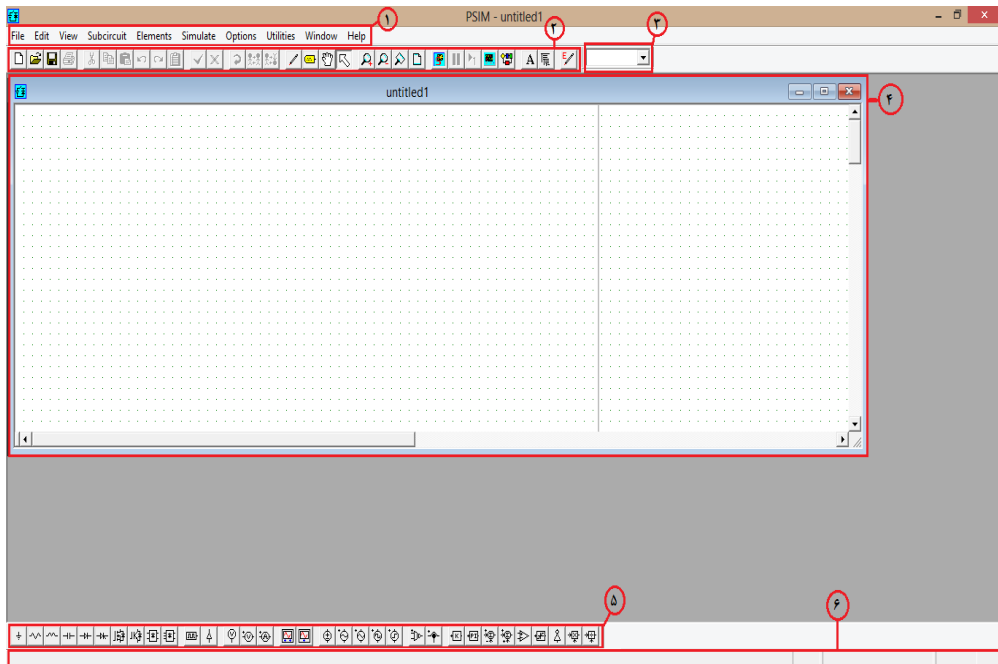 PSIM - untitled1
۱
۲
۳
File Edit View Subcircuit Elements Simulate Options Utilities Window Help
A
untitled1
۴
۵
۶